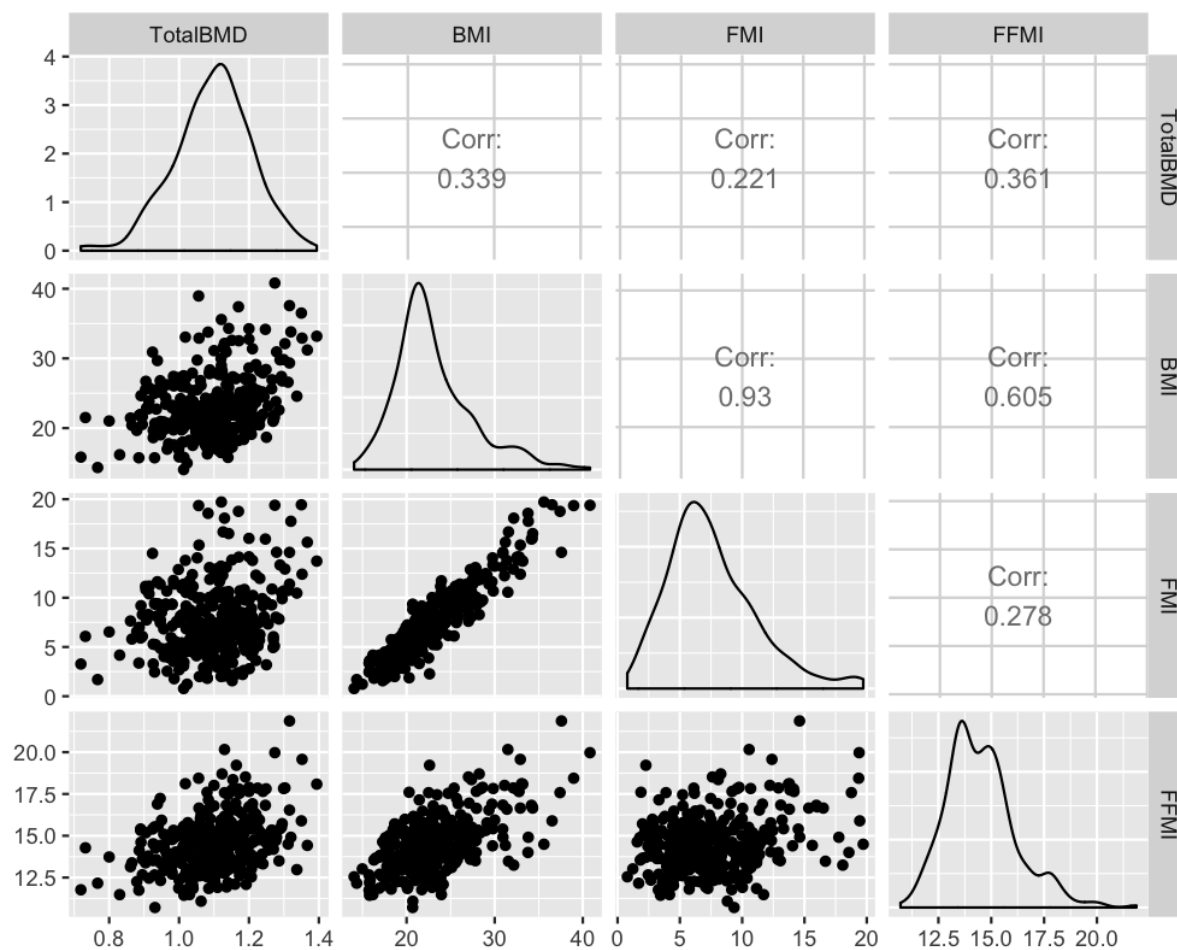 TotalBMD BMI FMI FFMI
4
3
2
1
0
Corr:
0.339
Corr:
0.221
Corr:
0.361
TotalBMD
40
30
20
Corr:
0.93
Corr:
0.605
BMI
20
15
10
5
0
Corr:
0.278
FMI
20.0
17.5
15.0
12.5
FFMI
0.8 1.0 1.2 1.4 20 30 40 0 5 10 15 20 12.5 15.0 17.5 20.0